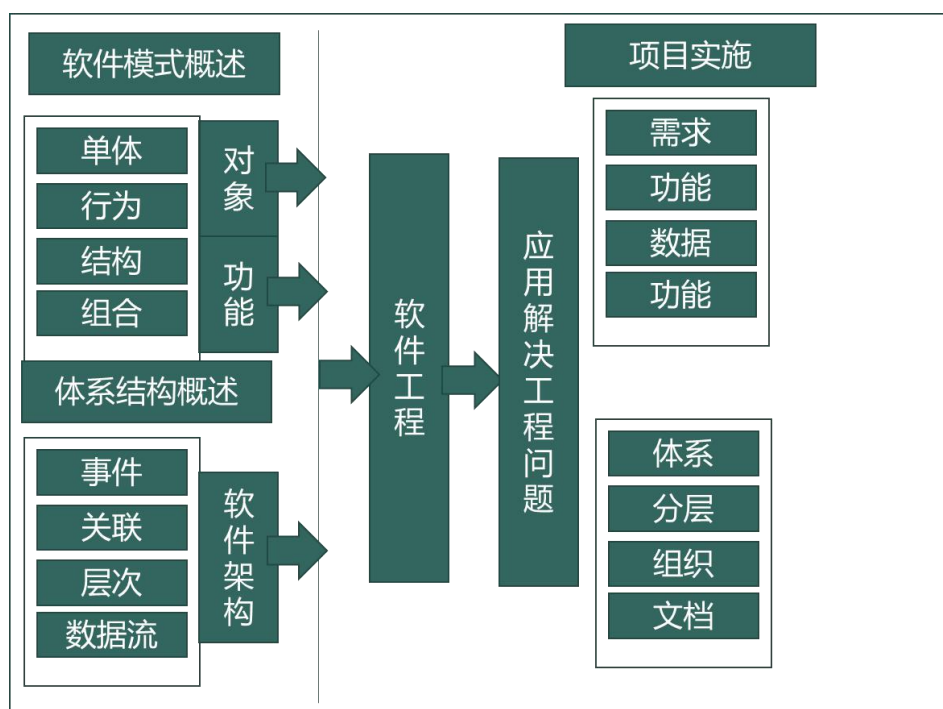 软件模式概述
单体
行为
结构
组合
对象
功能
体系结构概述
事件
关联
层次
数据流
软件架构
软件工程
应用解决工程问题
项目实施
需求
功能
数据
功能
体系
分层
组织
文档